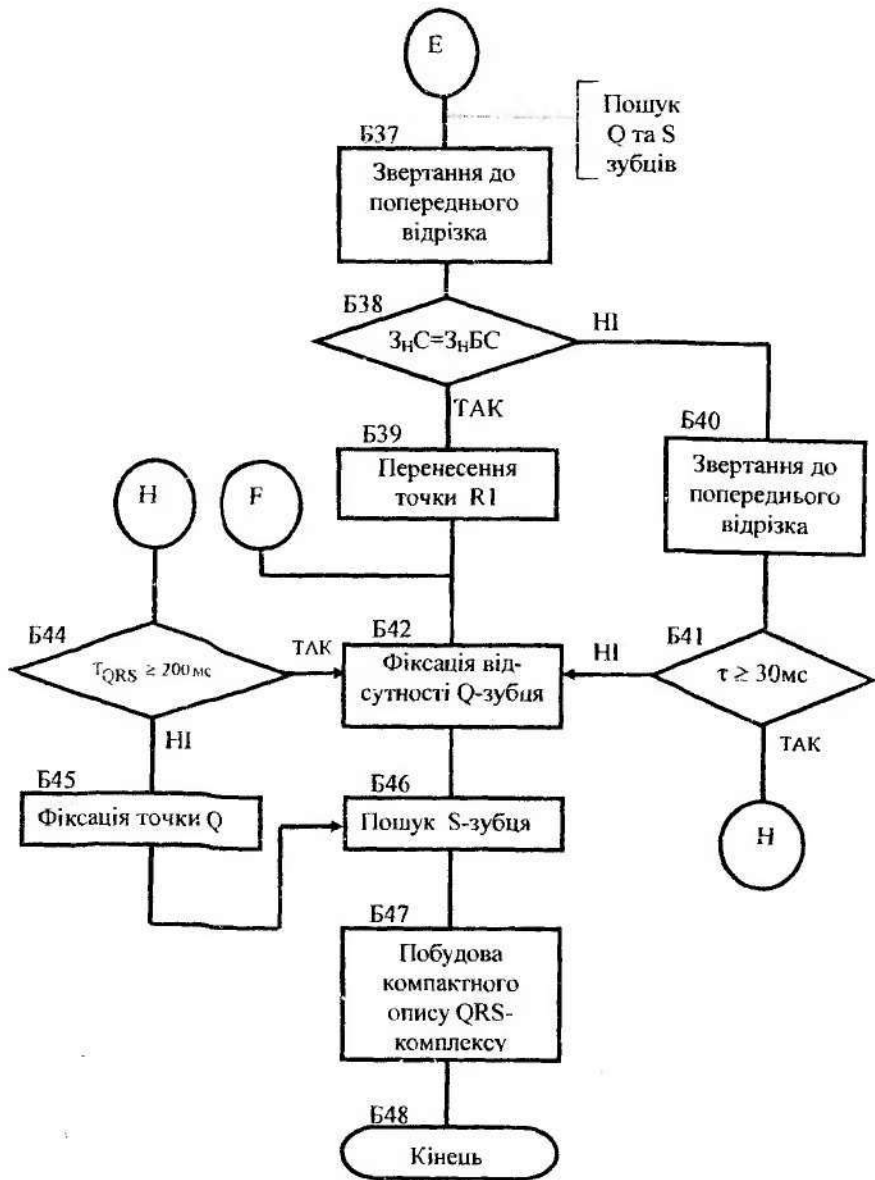 E
Пошук
Q та S
зубців
Б37
Звертання до
попереднього
відрізка
Б38
ЗнС=ЗнБС
НІ
ТАК
Б39
Перенесення
точки R1
Б40
Звертання до
попереднього
відрізка
H
F
Б44
TQRS ≥ 200мс
ТАК
Б42
Фіксація від-
сутності Q-зубця
НІ
Б41
τ ≥ 30мс
НІ
ТАК
Б45
Фіксація точки Q
Б46
Пошук S-зубця
H
Б47
Побудова
компактного
опису QRS-
комплексу
Б48
Кінець